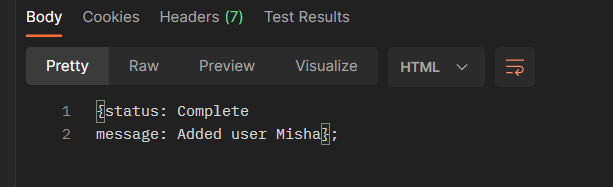 Body Cookies Headers (7) Test Results
Pretty Raw Preview Visualize HTML
1 {status: Complete
2 message: Added user Misha};